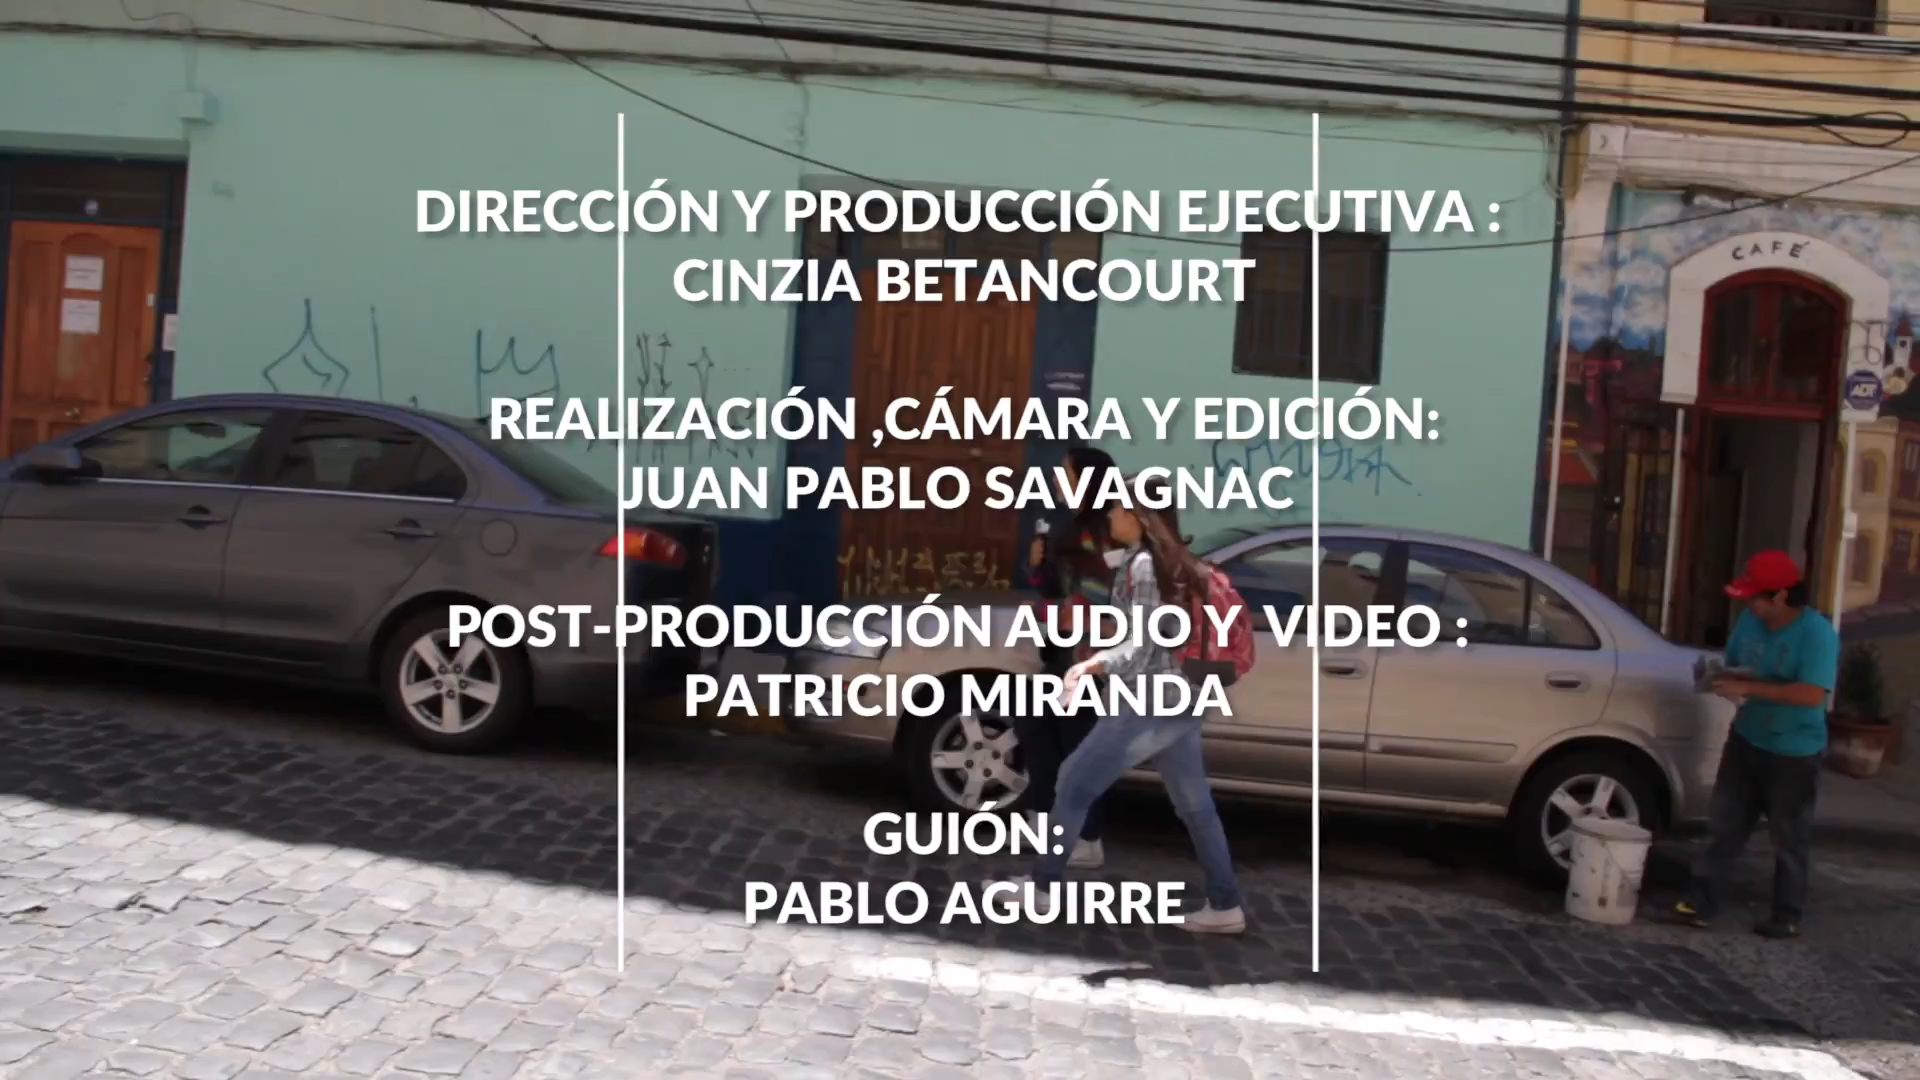 DIRECCIÓN Y PRODUCCIÓN EJECUTIVA :
CINZIA BETANCOURT
REALIZACIÓN ,CÁMARA Y EDICIÓN:
JUAN PABLO SAVAGNAC
POST-PRODUCCIÓN AUDIO Y VIDEO :
PATRICIO MIRANDA
GUIÓN:
PABLO AGUIRRE
CAFÉ
ADT